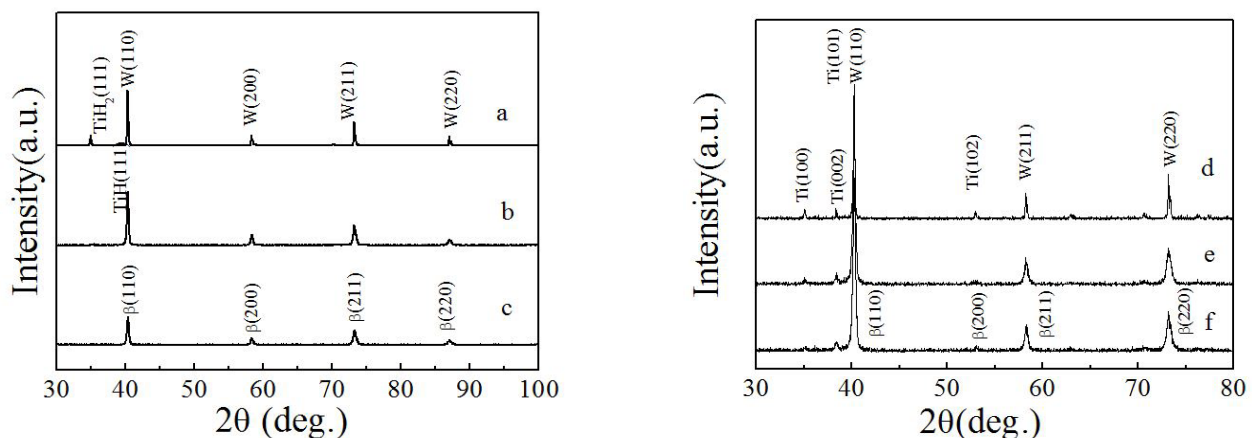 Intensity(a.u.)
TiH₂(111)
W(110)
W(200)
W(211)
W(220)
a
TiH(111
b
β(110)
β(200)
β(211)
β(220)
c
30 40 50 60 70 80 90 100
2θ (deg.)
Intensity(a.u.)
Ti(100)
Ti(002)
Ti(101)
W(110)
Ti(102)
W(211)
W(220)
d
e
β(110)
β(200)
β(211)
β(220)
f
30 40 50 60 70 80
2θ(deg.)